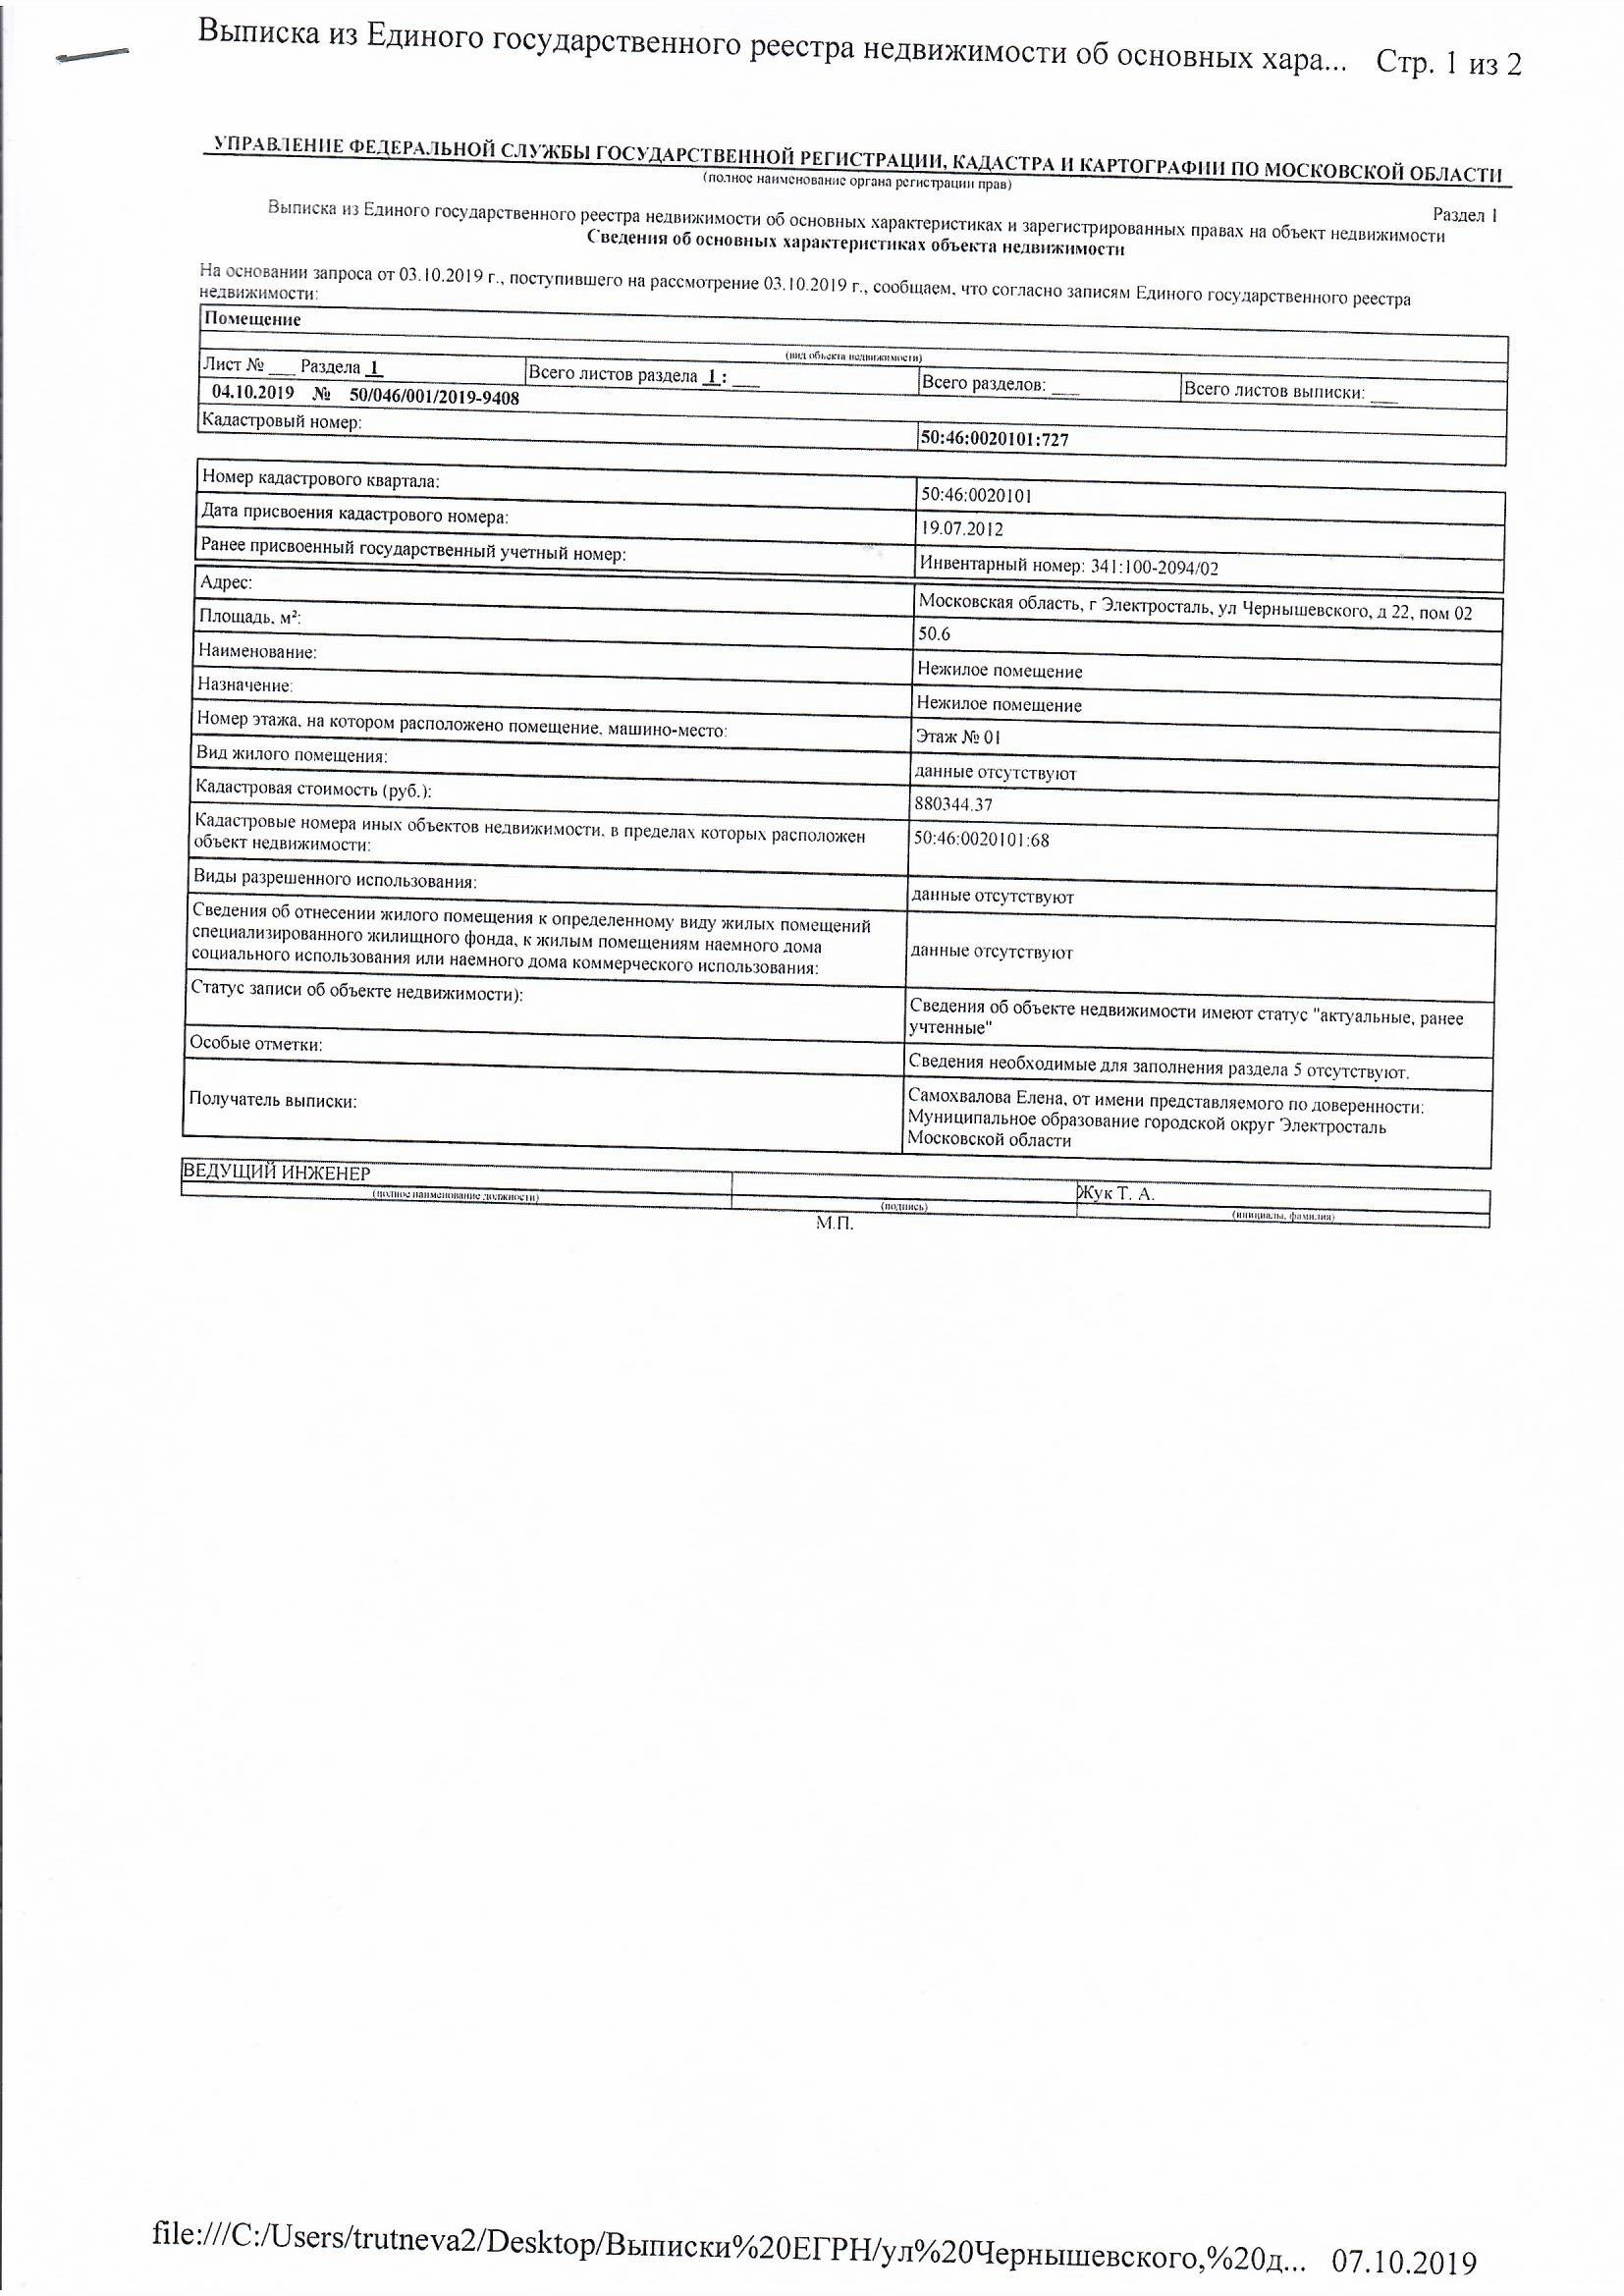 Выписка из Единого государственного реестра недвижимости об основных хара... Стр. 1 из 2
УПРАВЛЕНИЕ ФЕДЕРАЛЬНОЙ СЛУЖБЫ ГОСУДАРСТВЕННОЙ РЕГИСТРАЦИИ, КАДАСТРА И КАРТОГРАФИИ ПО МОСКОВСКОЙ ОБЛАСТИ
(полное наименование органа регистрации прав)
Раздел 1
Выписка из Единого государственного реестра недвижимости об основных характеристиках и зарегистрированных правах на объект недвижимости
Сведения об основных характеристиках объекта недвижимости
На основании запроса от 03.10.2019 г., поступившего на рассмотрение 03.10.2019 г., сообщаем, что согласно записям Единого государственного реестра
недвижимости:
Помещение
(вид объекта недвижимости)
Лист № ___ Раздела 1 Всего листов раздела 1 : ___ Всего разделов: ___ Всего листов выписки: ___
04.10.2019 № 50/046/001/2019-9408
Кадастровый номер: 50:46:0020101:727
Номер кадастрового квартала: 50:46:0020101
Дата присвоения кадастрового номера: 19.07.2012
Ранее присвоенный государственный учетный номер: Инвентарный номер: 341:100-2094/02
Адрес: Московская область, г Электросталь, ул Чернышевского, д 22, пом 02
Площадь, м²: 50.6
Наименование: Нежилое помещение
Назначение: Нежилое помещение
Номер этажа, на котором расположено помещение, машино-место: Этаж № 01
Вид жилого помещения: данные отсутствуют
Кадастровая стоимость (руб.): 880344.37
Кадастровые номера иных объектов недвижимости, в пределах которых расположен
объект недвижимости: 50:46:0020101:68
Виды разрешенного использования: данные отсутствуют
Сведения об отнесении жилого помещения к определенному виду жилых помещений
специализированного жилищного фонда, к жилым помещениям наемного дома
социального использования или наемного дома коммерческого использования: данные отсутствуют
Статус записи об объекте недвижимости): Сведения об объекте недвижимости имеют статус "актуальные, ранее
учтенные"
Особые отметки: Сведения необходимые для заполнения раздела 5 отсутствуют.
Получатель выписки: Самохвалова Елена, от имени представляемого по доверенности:
Муниципальное образование городской округ Электросталь
Московской области
ВЕДУЩИЙ ИНЖЕНЕР Жук Т. А.
(полное наименование должности) (подпись) (инициалы, фамилия)
М.П.
file:///C:/Users/trutneva2/Desktop/Выписки%20ЕГРН/ул%20Чернышевского,%20д... 07.10.2019